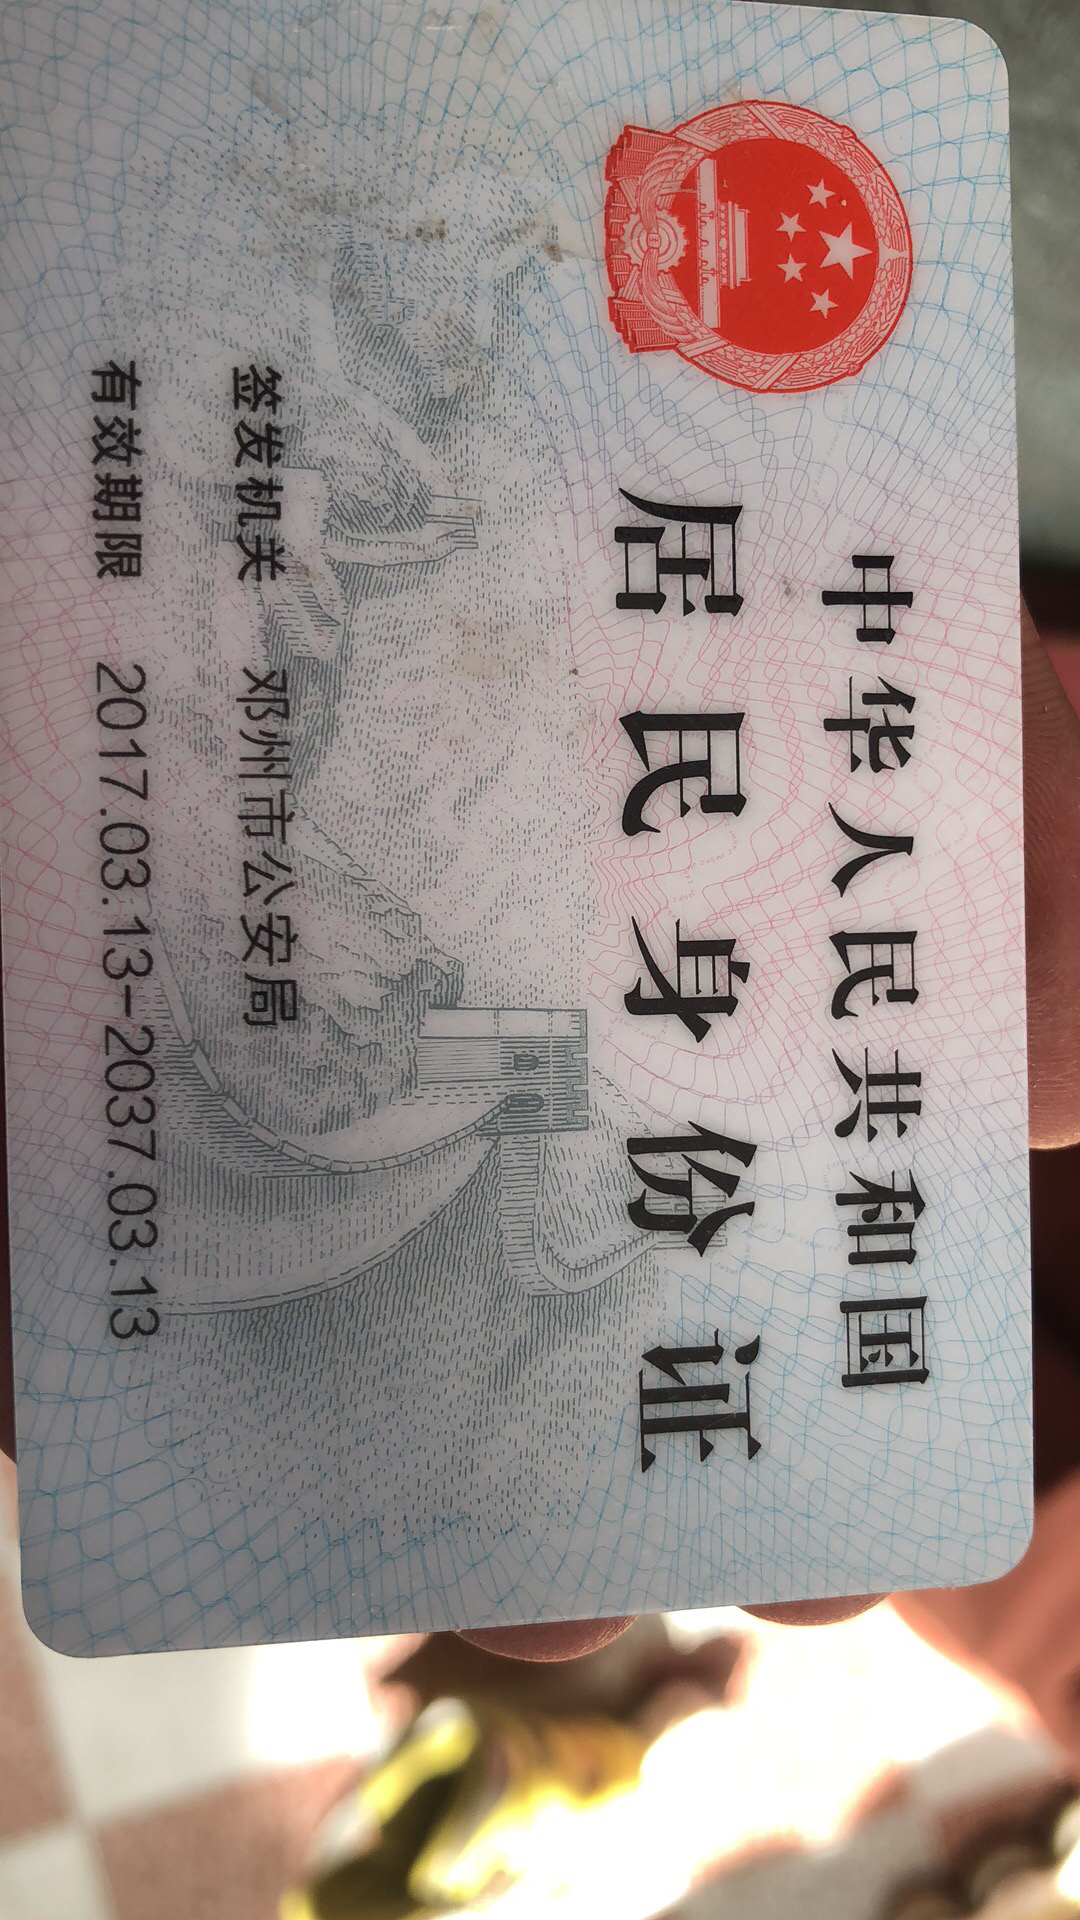 中华人民共和国
居民身份证
签发机关 邓州市公安局
有效期限 2017.03.13-2037.03.13